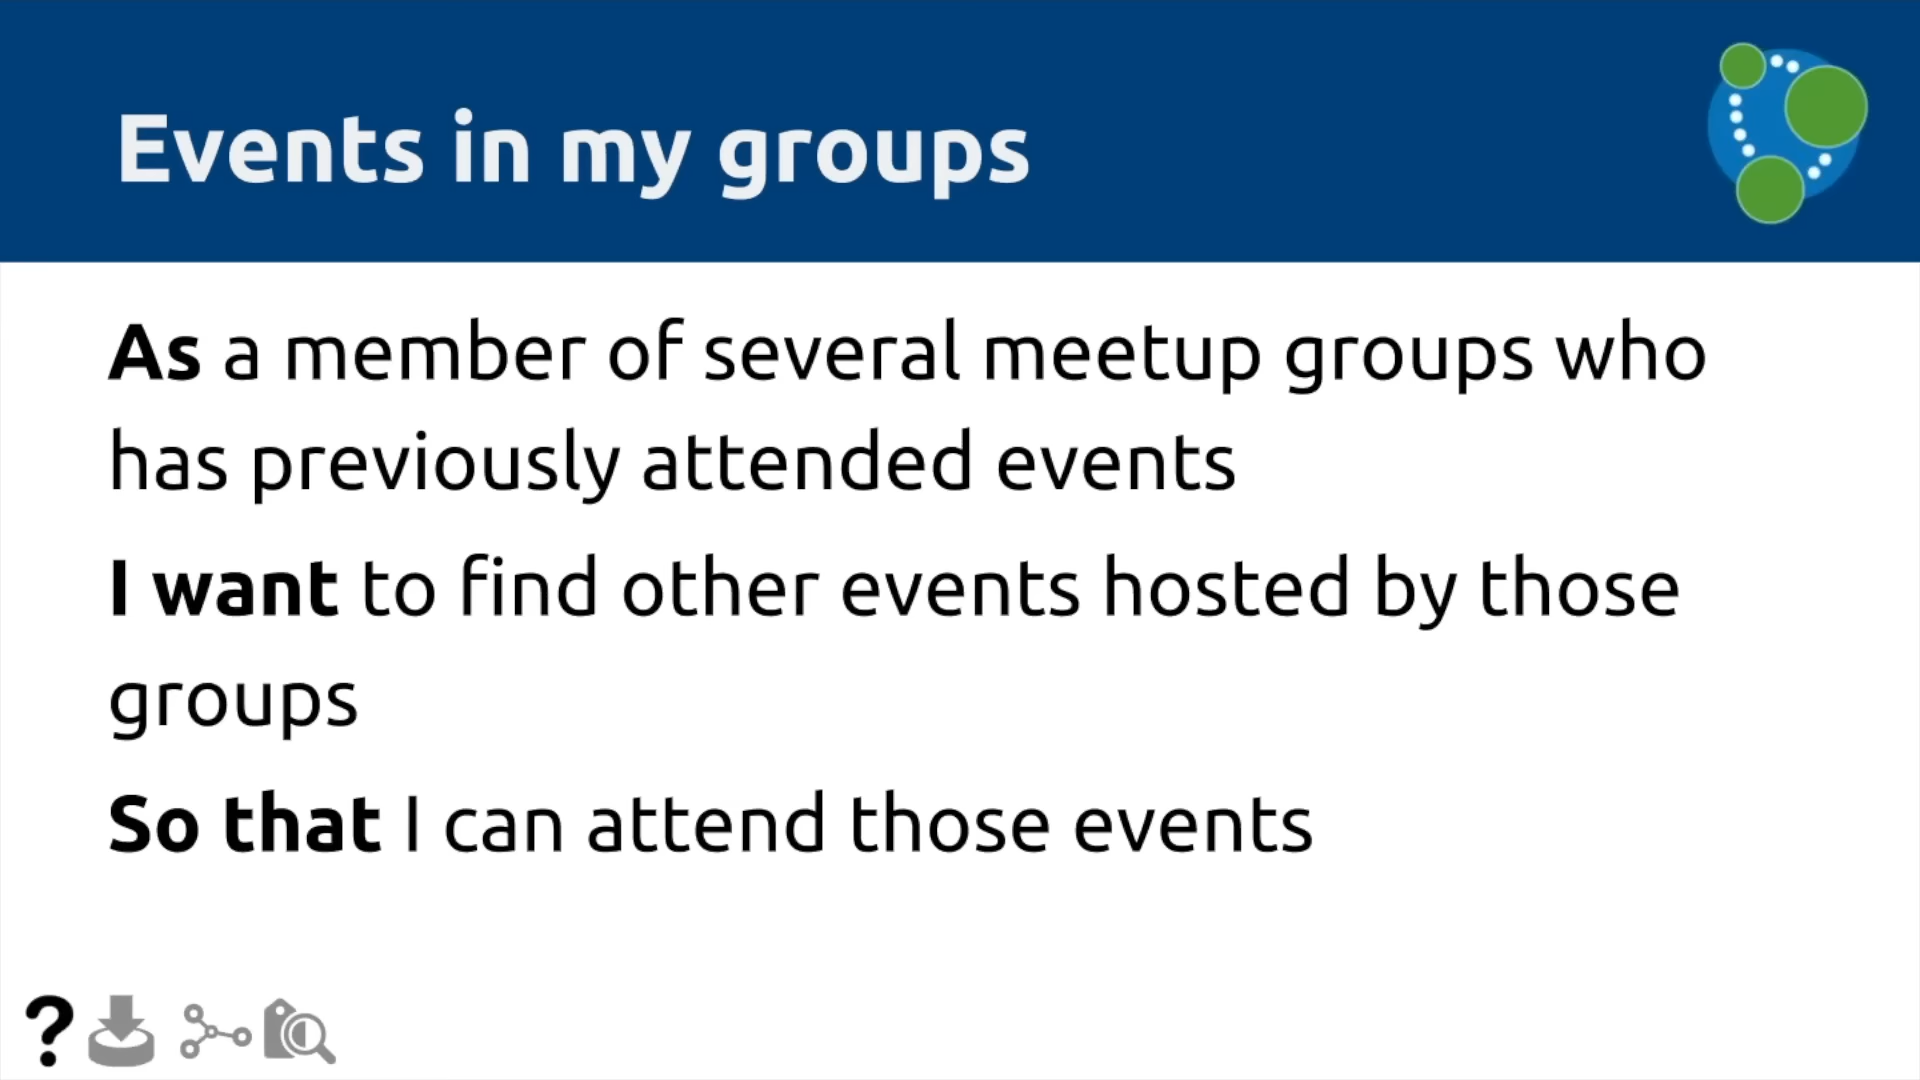 Events in my groups
As a member of several meetup groups who
has previously attended events
I want to find other events hosted by those
groups
So that I can attend those events
?